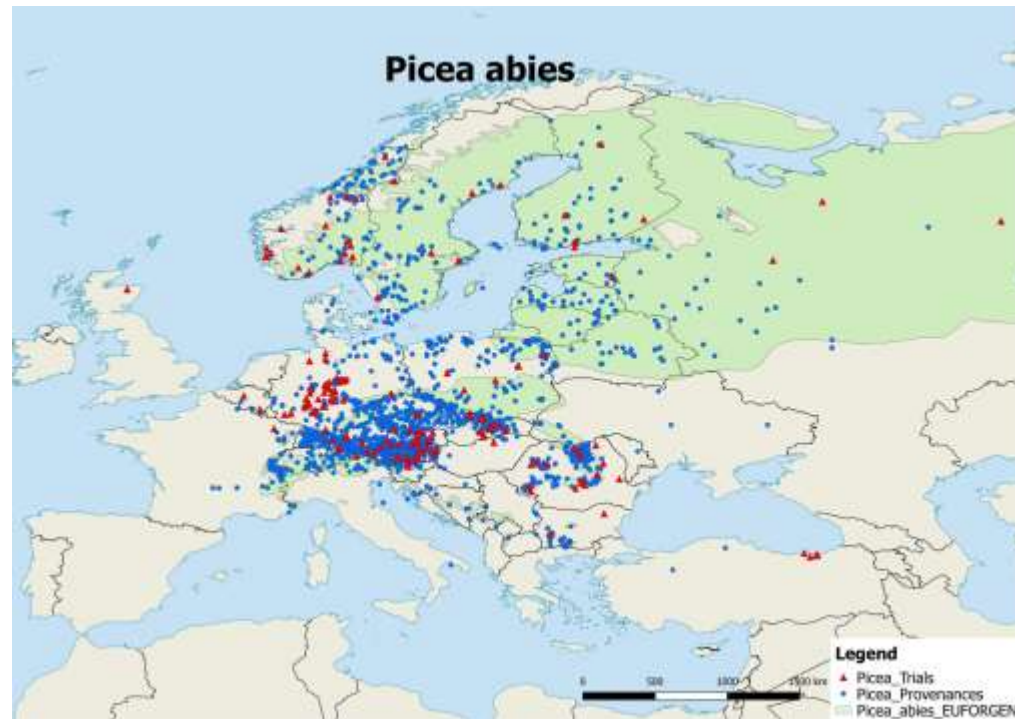 Picea abies
Legend
Picea_Trials
Picea_Provenances
Picea_abies_EUFORGEN
0 500 1000 1500 km